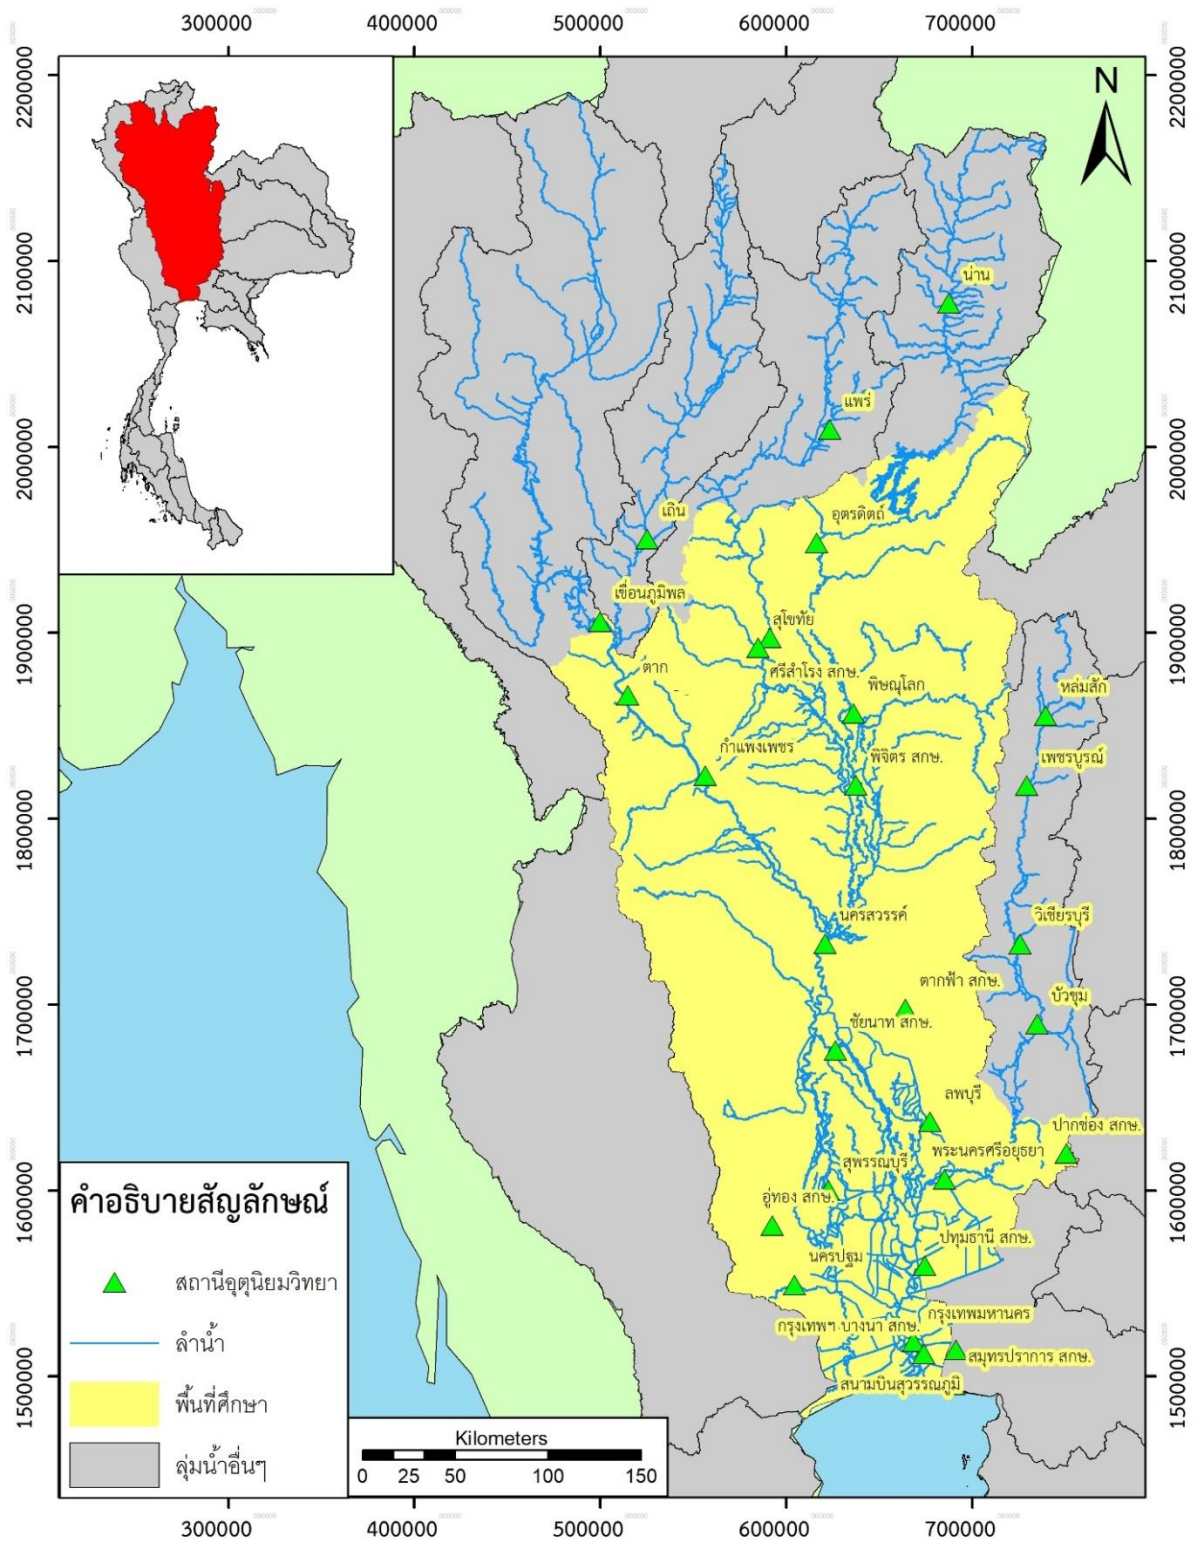 300000 400000 500000 600000 700000
2200000 2200000
N
2100000 2100000
น่าน
แพร่
2000000 2000000
อุตรดิตถ์
เถิน
เขื่อนภูมิพล
สุโขทัย
1900000 1900000
ตาก
ศรีสำโรง สกษ.
พิษณุโลก
หล่มสัก
กำแพงเพชร
พิจิตร สกษ.
เพชรบูรณ์
1800000 1800000
นครสวรรค์
วิเชียรบุรี
ตากฟ้า สกษ.
บัวชุม
1700000 1700000
ชัยนาท สกษ.
ลพบุรี
ปากช่อง สกษ.
พระนครศรีอยุธยา
สุพรรณบุรี
1600000 1600000
อู่ทอง สกษ.
ปทุมธานี สกษ.
นครปฐม
กรุงเทพมหานคร
กรุงเทพฯ บางนา สกษ.
สมุทรปราการ สกษ.
สนามบินสุวรรณภูมิ
1500000 1500000
คำอธิบายสัญลักษณ์
สถานีอุตุนิยมวิทยา
ลำน้ำ
พื้นที่ศึกษา
ลุ่มน้ำอื่นๆ
Kilometers
0 25 50 100 150
300000 400000 500000 600000 700000